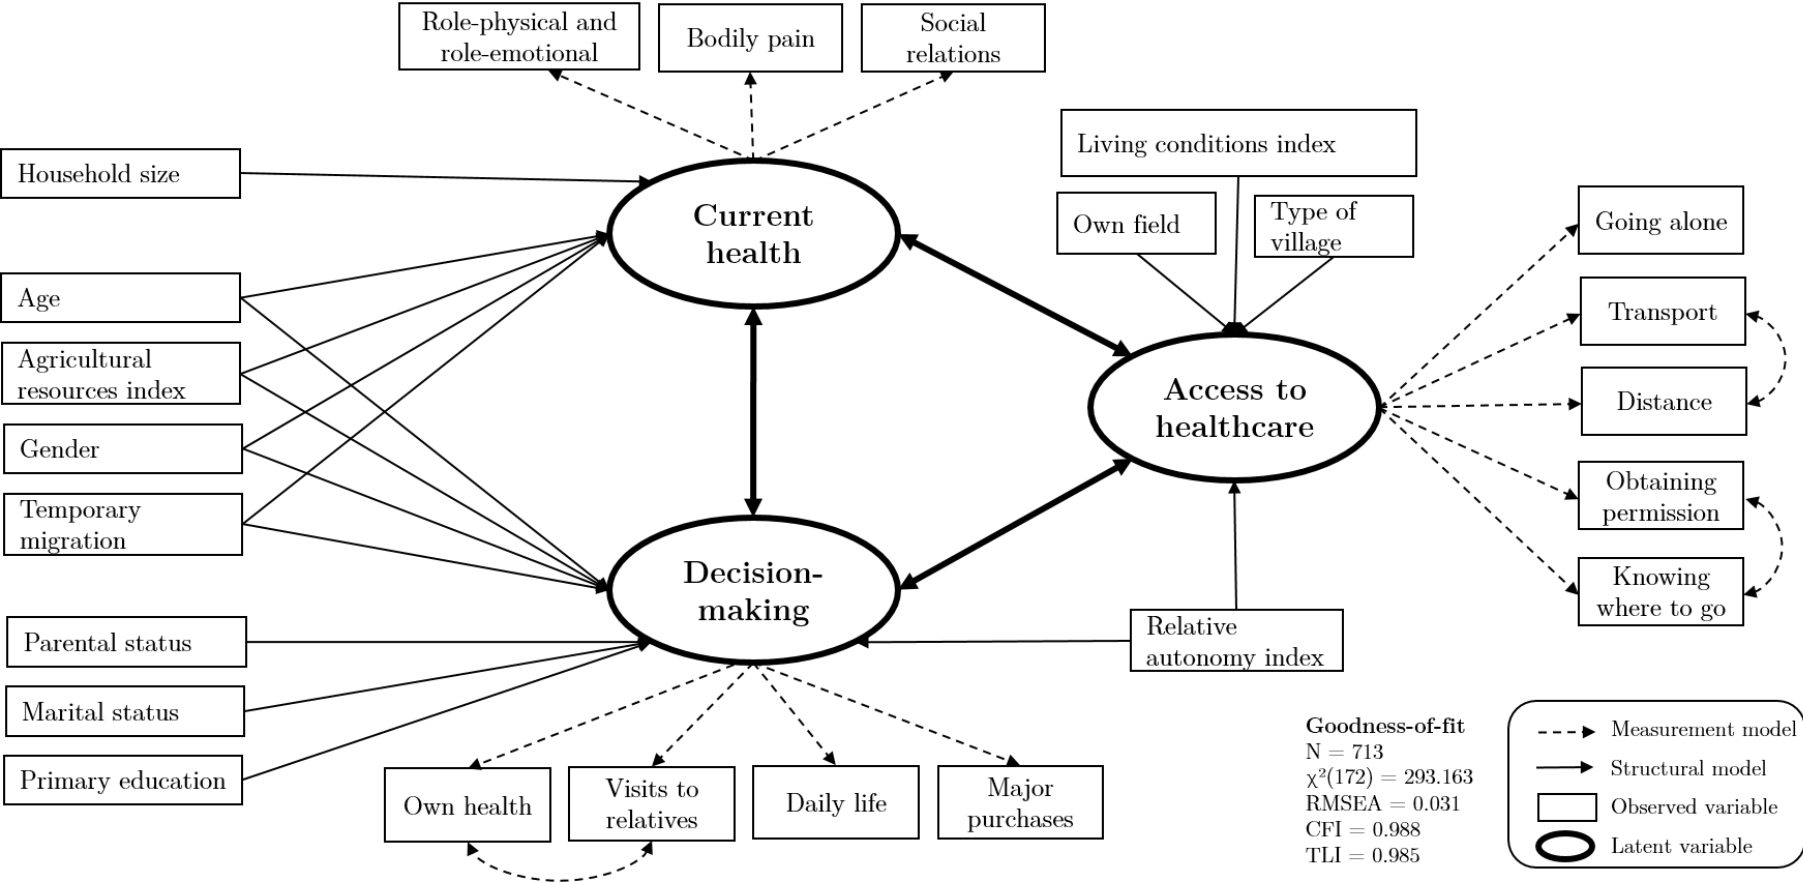 Role-physical and
role-emotional
Bodily pain
Social
relations
Household size
Age
Agricultural
resources index
Gender
Temporary
migration
Parental status
Marital status
Primary education
Current
health
Decision-
making
Own health
Visits to
relatives
Daily life
Major
purchases
Living conditions index
Own field
Type of
village
Access to
healthcare
Relative
autonomy index
Going alone
Transport
Distance
Obtaining
permission
Knowing
where to go
Goodness-of-fit
N = 713
χ²(172) = 293.163
RMSEA = 0.031
CFI = 0.988
TLI = 0.985
Measurement model
Structural model
Observed variable
Latent variable